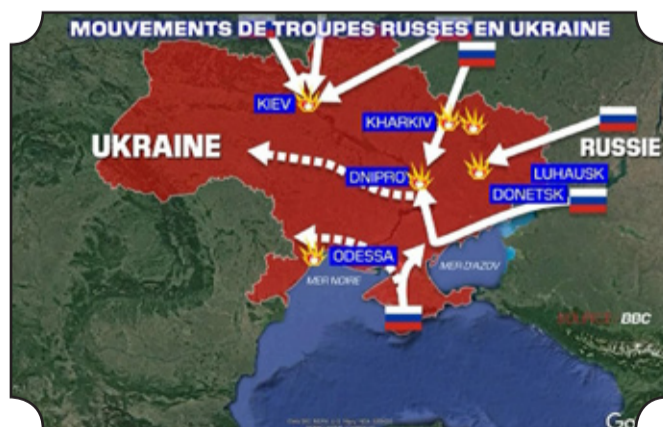 MOUVEMENTS DE TROUPES RUSSES EN UKRAINE
KIEV
KHARKIV
UKRAINE
RUSSIE
DNIPRO
LUHAUSK
DONETSK
ODESSA
MER D'AZOV
MER NOIRE
BBC